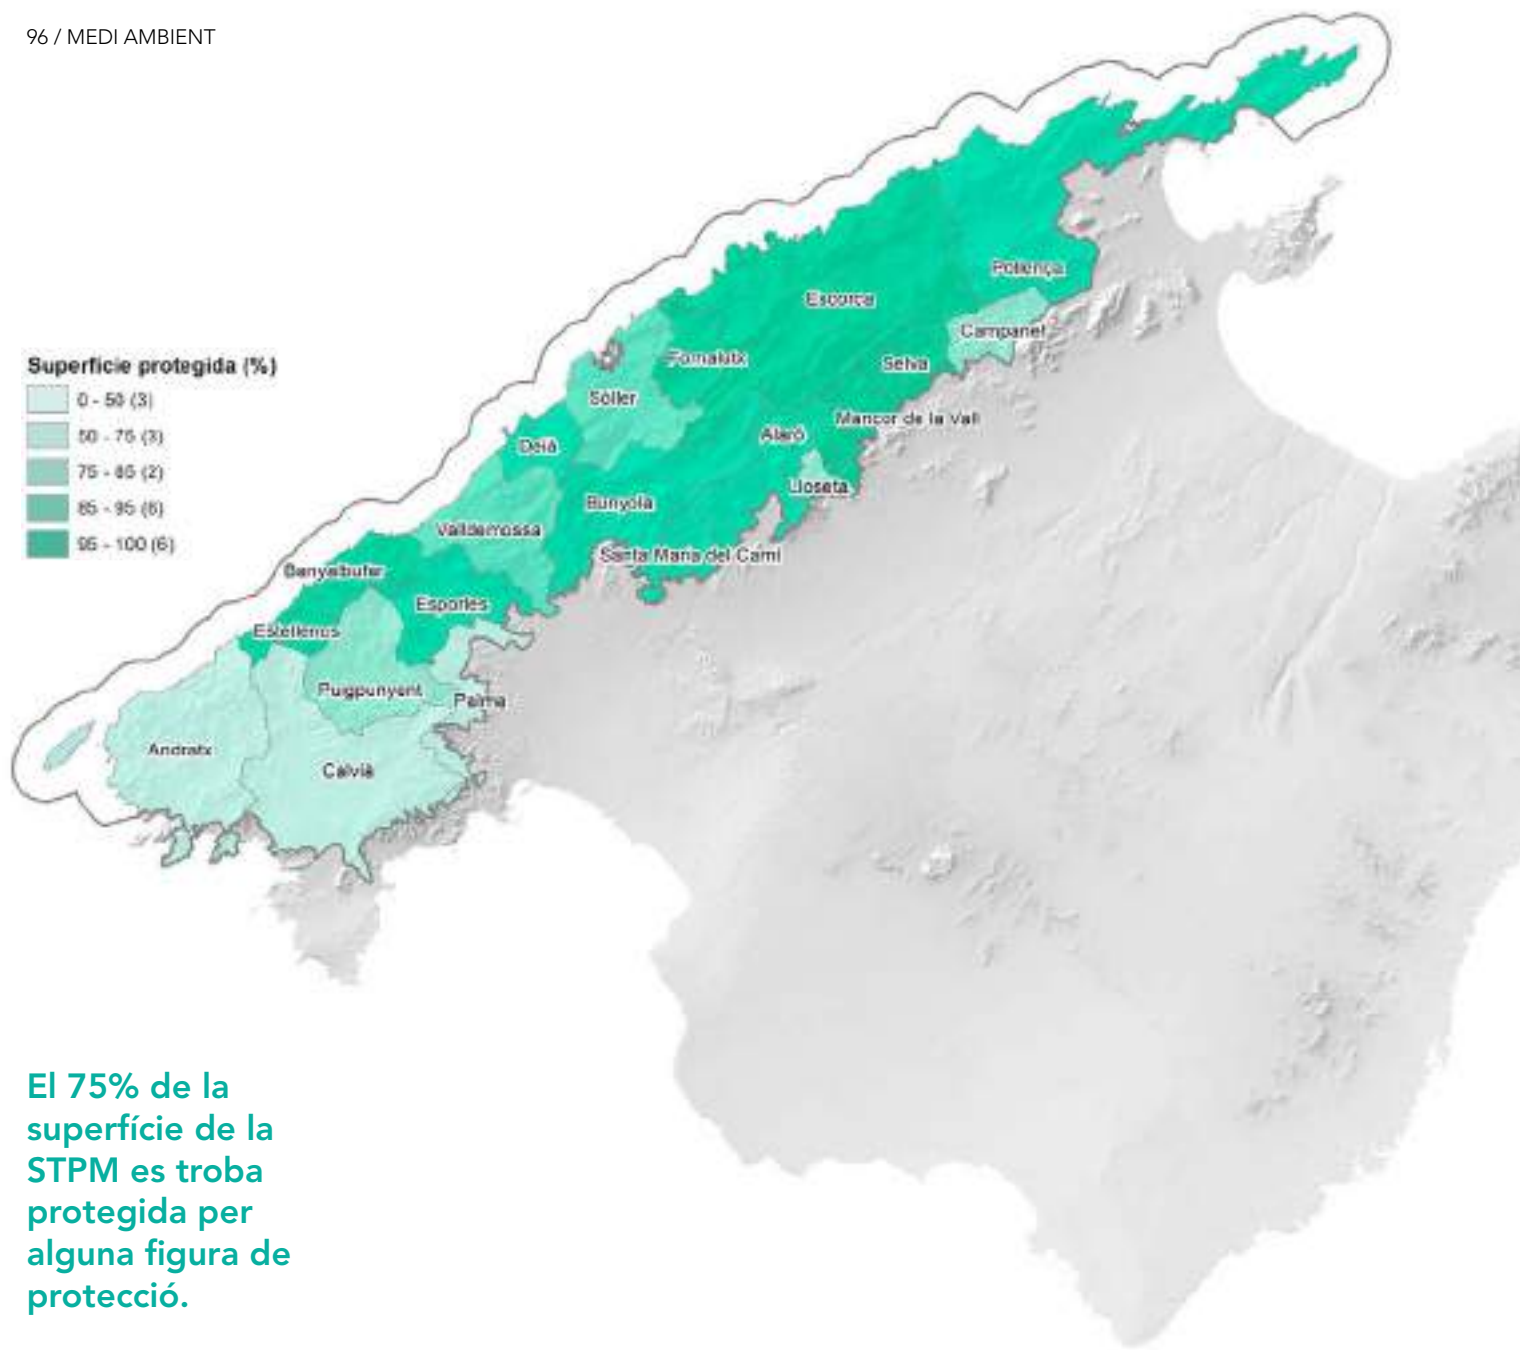 96 / MEDI AMBIENT
Pollença
Escorca
Campanet
Fornalutx
Selva
Superfície protegida (%)
0 - 50 (3)
50 - 75 (3)
75 - 85 (2)
85 - 95 (6)
95 - 100 (6)
Sóller
Mancor de la Vall
Alaró
Deià
Lloseta
Bunyola
Valldemossa
Santa Maria del Camí
Banyalbufar
Esporles
Estellencs
Puigpunyent
Palma
Andratx
Calvià
El 75% de la
superfície de la
STPM es troba
protegida per
alguna figura de
protecció.